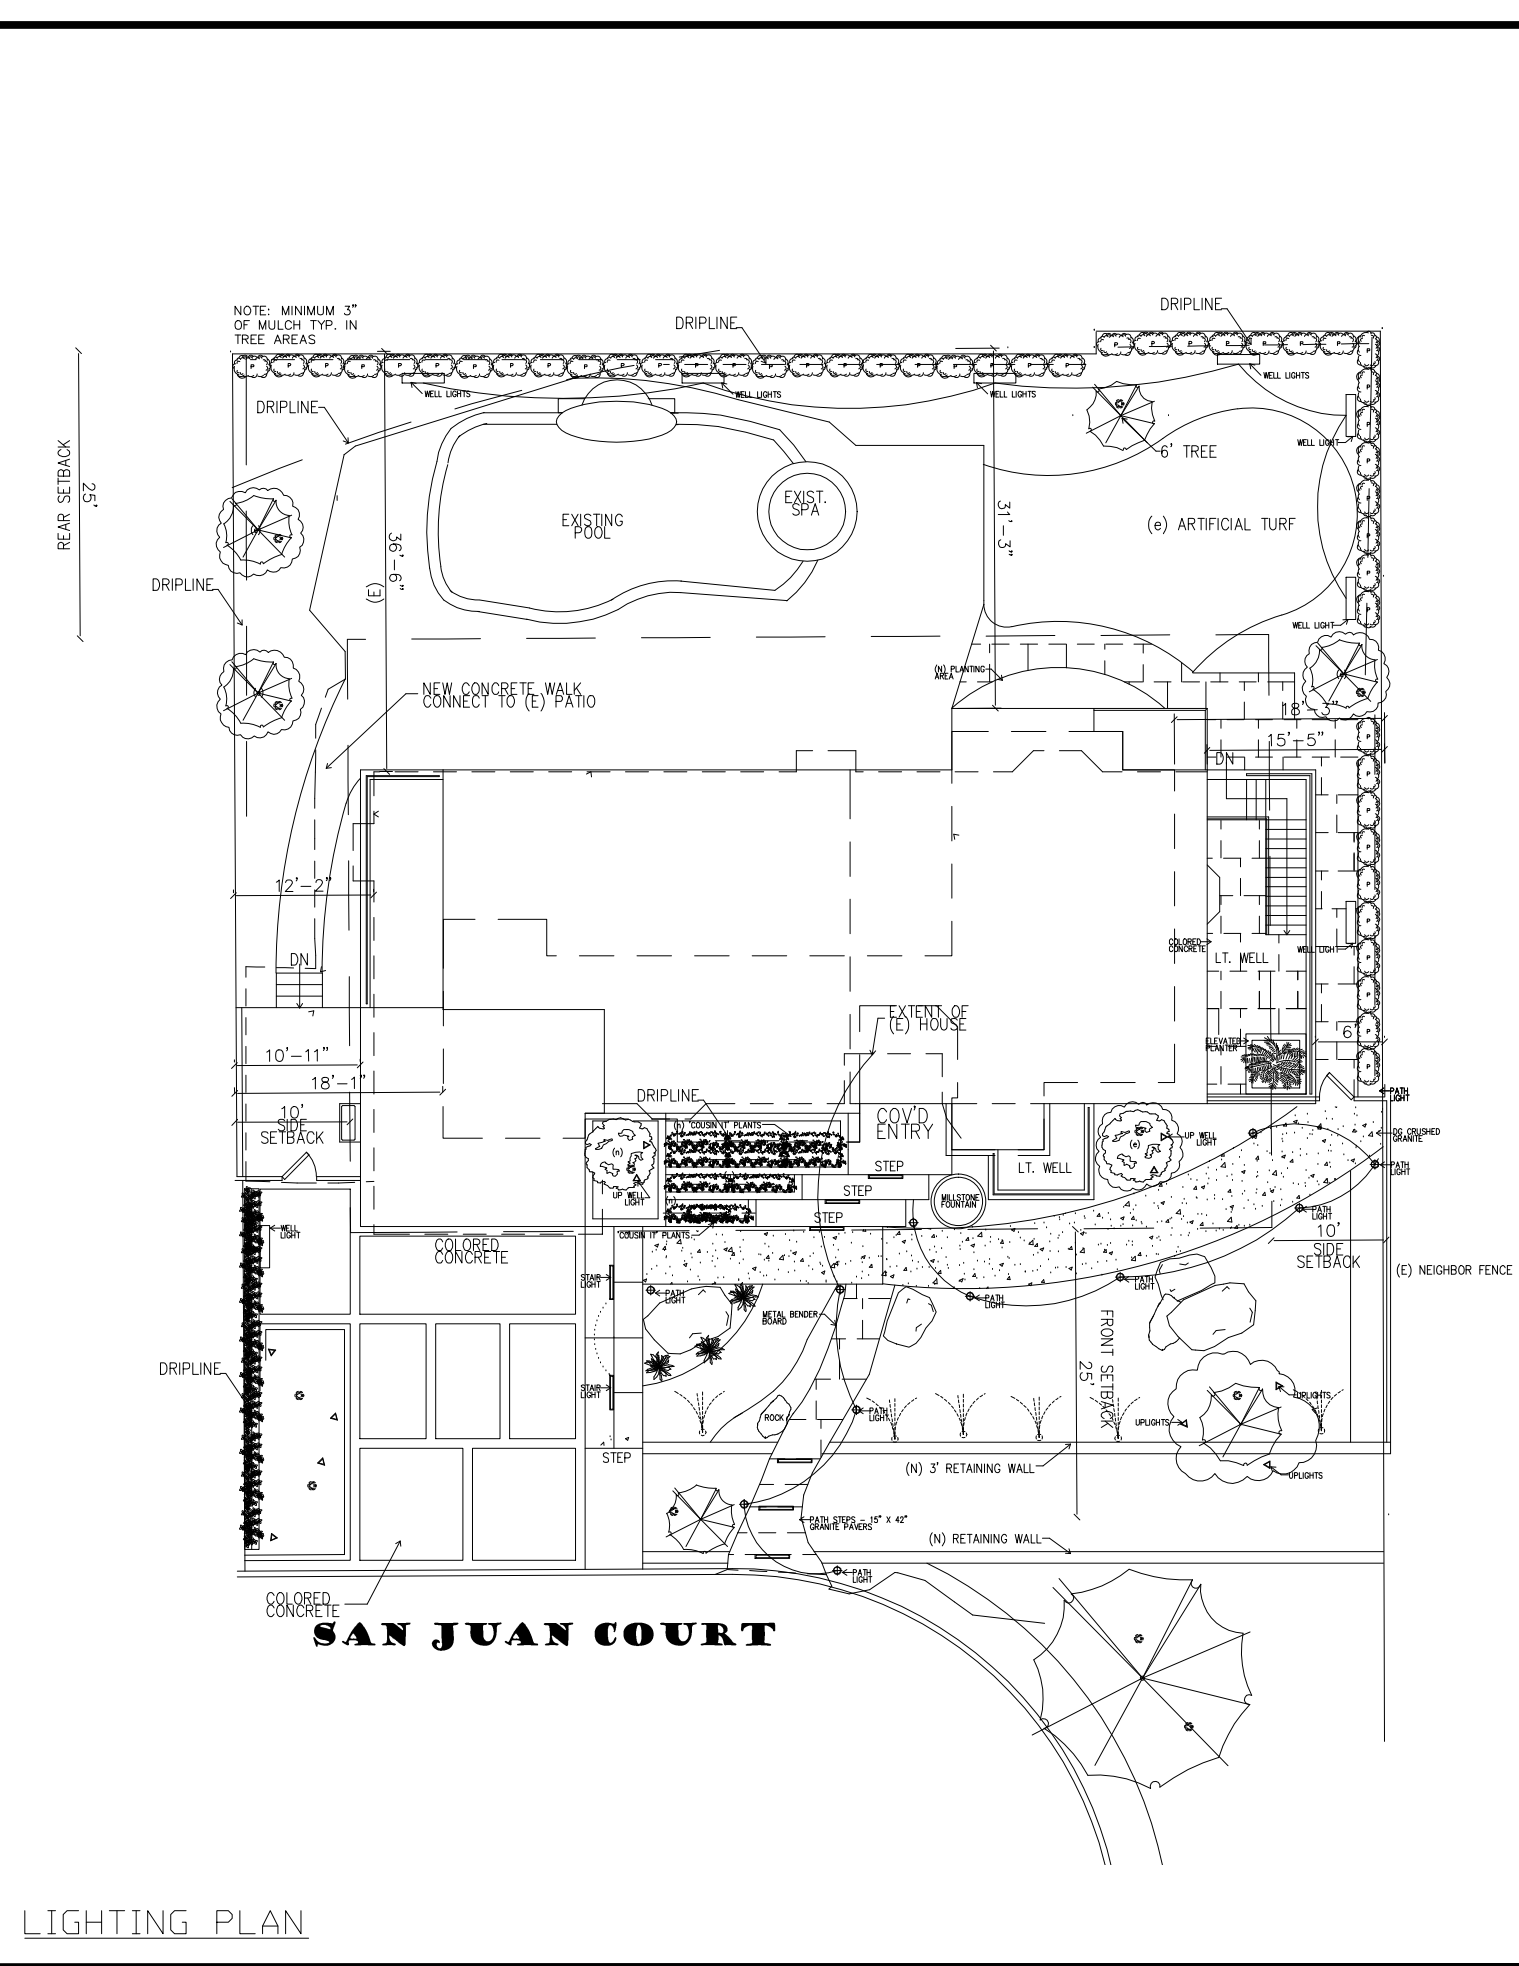 DRIPLINE
NOTE: MINIMUM 3"
OF MULCH TYP. IN
TREE AREAS
DRIPLINE
WELL LIGHTS
WELL LIGHTS
WELL LIGHTS
WELL LIGHTS
DRIPLINE
WELL LIGHT
6' TREE
REAR SETBACK
25'
EXISTING
POOL
EXIST.
SPA
31'-3"
(e) ARTIFICIAL TURF
36'-6"
(E)
DRIPLINE
WELL LIGHT
(N) PLANTING
AREA
NEW CONCRETE WALK
CONNECT TO (E) PATIO
18'-3"
15'-5"
DN
12'-2"
COLORED
CONCRETE
WELL LIGHT
LT. WELL
DN
EXTENT OF
(E) HOUSE
6'
ELEVATED
PLANTER
10'-11"
18'-1"
PATH
LIGHT
DRIPLINE
10'
SIDE
SETBACK
COV'D
ENTRY
(n) 'COUSIN IT' PLANTS
(n)
(e)
UP WELL
LIGHT
DG CRUSHED
GRANITE
STEP
LT. WELL
PATH
LIGHT
UP WELL
LIGHT
STEP
MILLSTONE
FOUNTAIN
(n)
STEP
PATH
LIGHT
WELL
LIGHT
'COUSIN IT' PLANTS
10'
SIDE
SETBACK
COLORED
CONCRETE
(E) NEIGHBOR FENCE
STAIR
LIGHT
PATH
LIGHT
PATH
LIGHT
PATH
LIGHT
METAL BENDER
BOARD
FRONT SETBACK
25'
DRIPLINE
STAIR
LIGHT
UPLIGHTS
ROCK
PATH
LIGHT
UPLIGHTS
STEP
(N) 3' RETAINING WALL
UPLIGHTS
PATH STEPS - 15" X 42"
GRANITE PAVERS
(N) RETAINING WALL
PATH
LIGHT
COLORED
CONCRETE
SAN JUAN COURT
LIGHTING PLAN